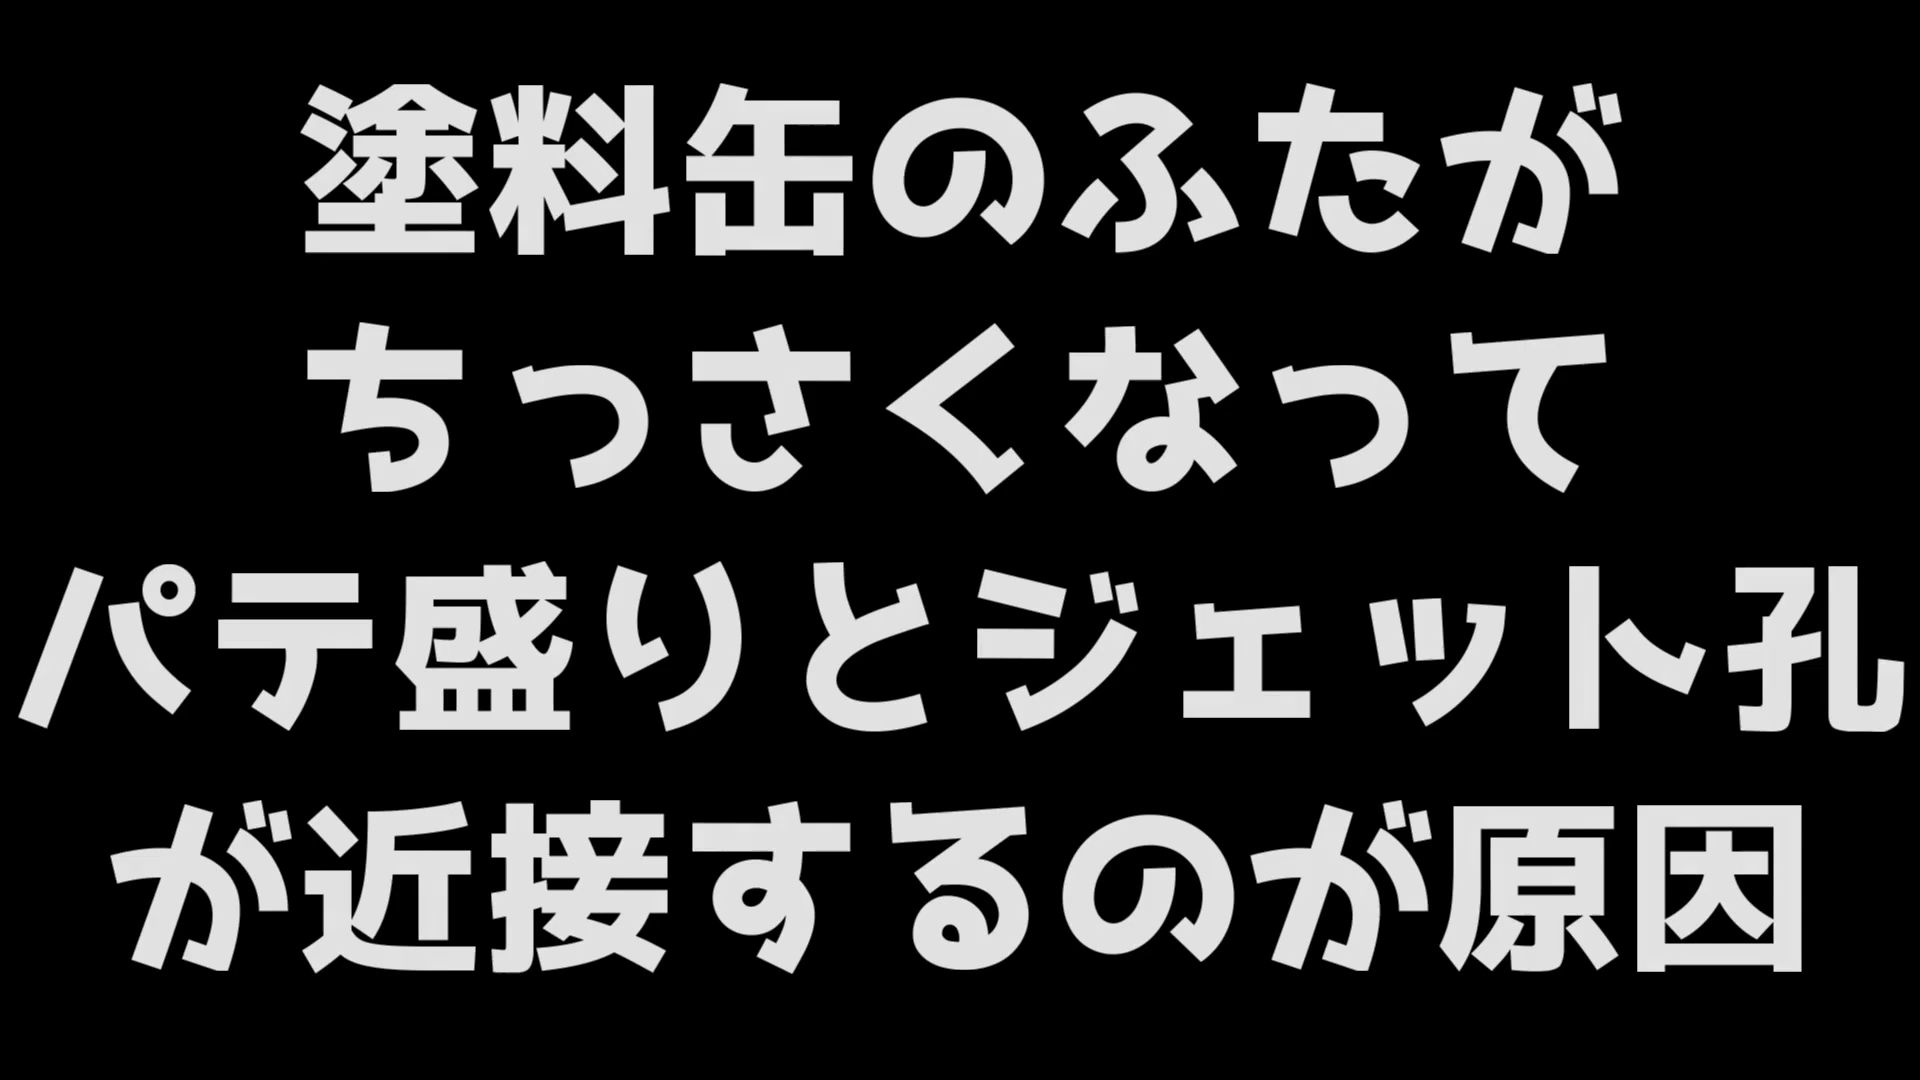 塗料缶のふたが
ちっさくなって
パテ盛りとジェット孔
が近接するのが原因